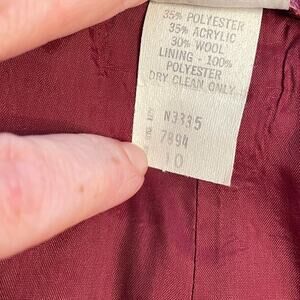 35% POLYESTER
35% ACRYLIC
30% WOOL
LINING - 100%
POLYESTER
DRY CLEAN ONLY
N3335
7894
10